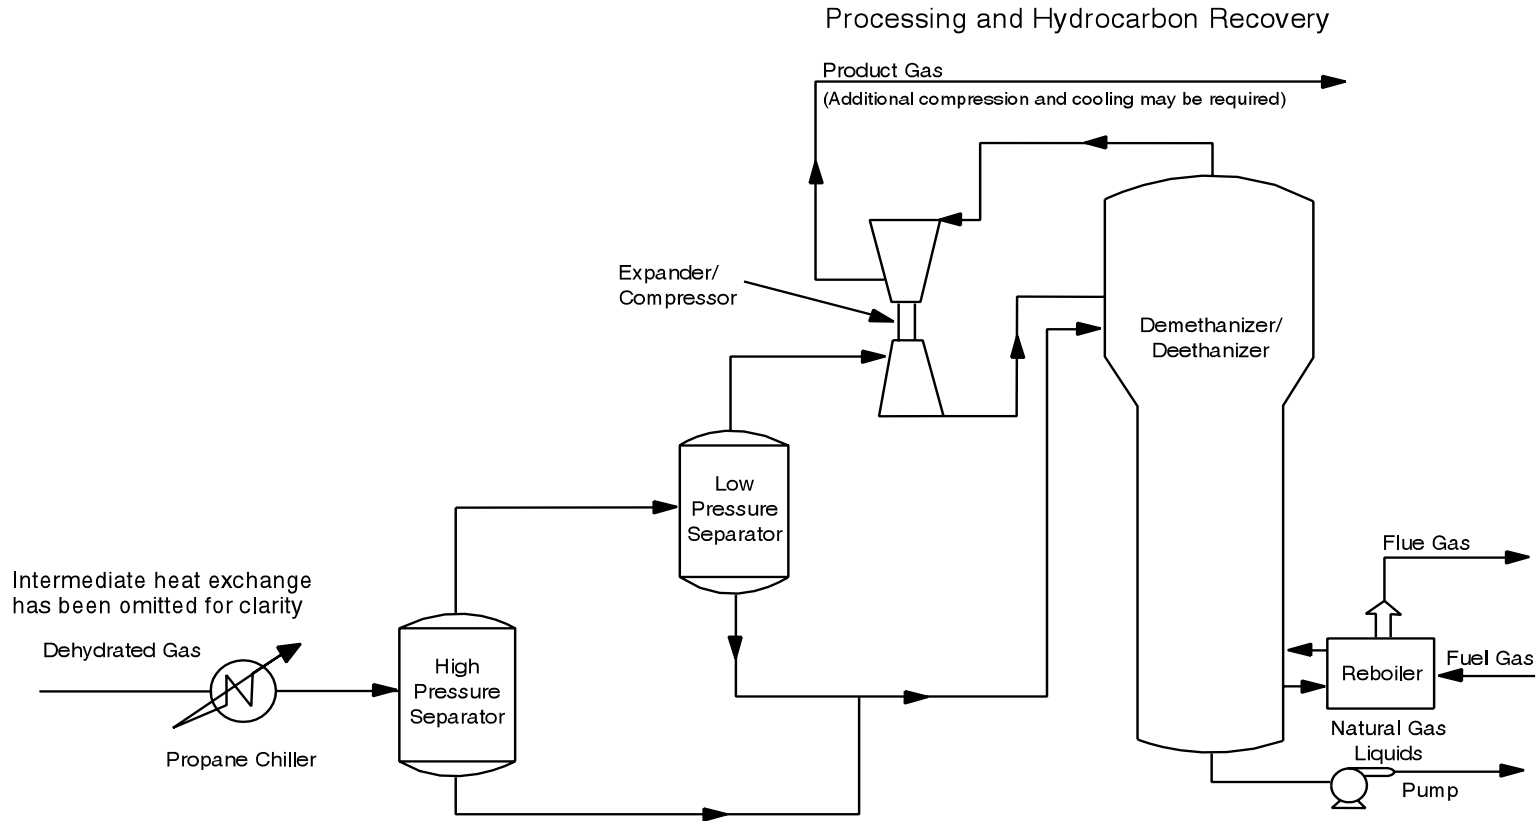 Processing and Hydrocarbon Recovery
Product Gas
(Additional compression and cooling may be required)
Expander/
Compressor
Demethanizer/
Deethanizer
Low
Pressure
Separator
Flue Gas
Intermediate heat exchange
has been omitted for clarity
Dehydrated Gas
High
Pressure
Separator
Reboiler
Fuel Gas
Propane Chiller
Natural Gas
Liquids
Pump